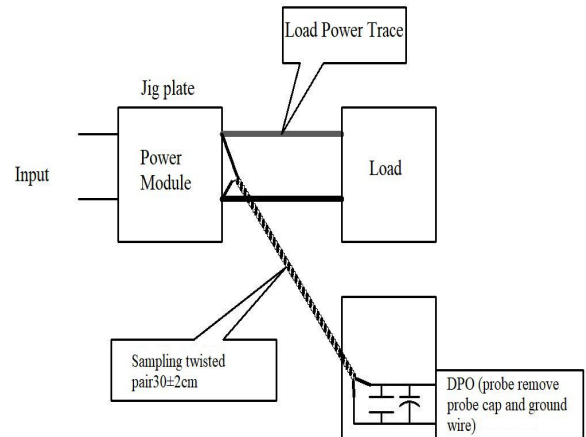 Load Power Trace
Jig plate
Input
Power
Module
Load
Sampling twisted
pair30±2cm
DPO (probe remove
probe cap and ground
wire)